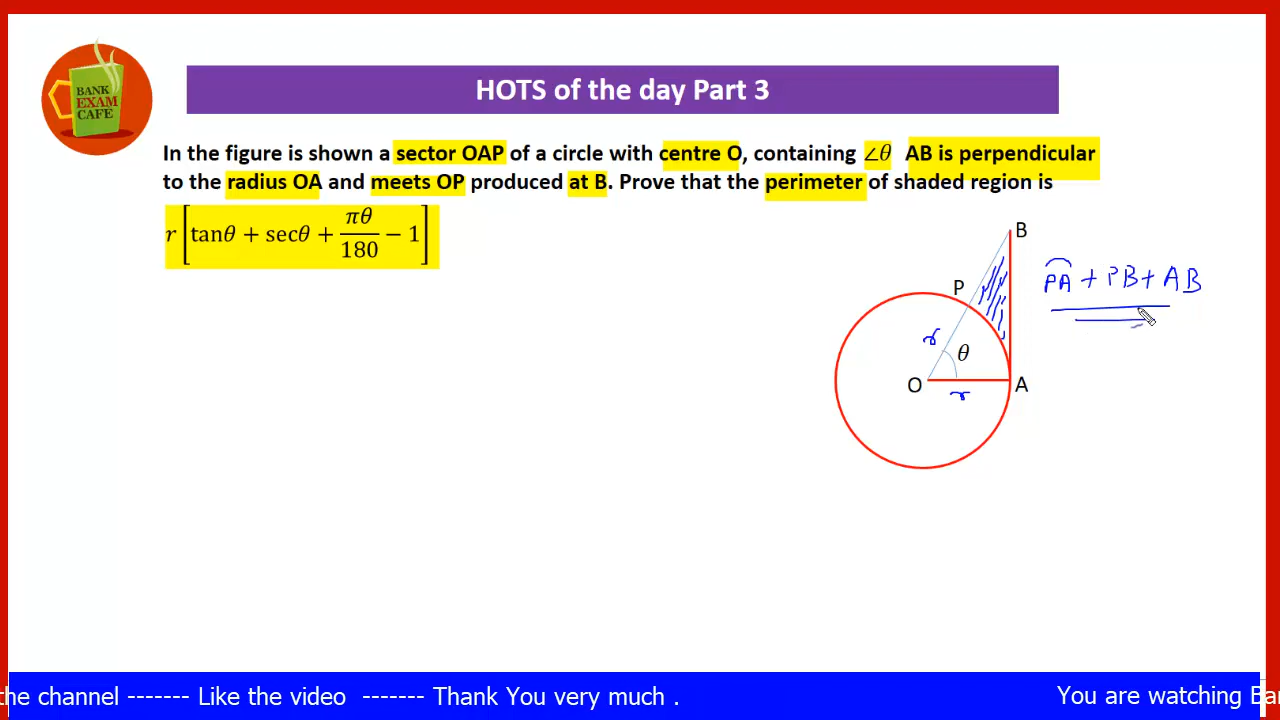 BANK
EXAM
CAFE
HOTS of the day Part 3
In the figure is shown a sector OAP of a circle with centre O, containing ∠θ AB is perpendicular
to the radius OA and meets OP produced at B. Prove that the perimeter of shaded region is
r[tanθ + secθ + πθ/180 − 1]
B
P
PA + PB + AB
r
θ
O
A
r
the channel ------- Like the video ------- Thank You very much .
You are watching Ban